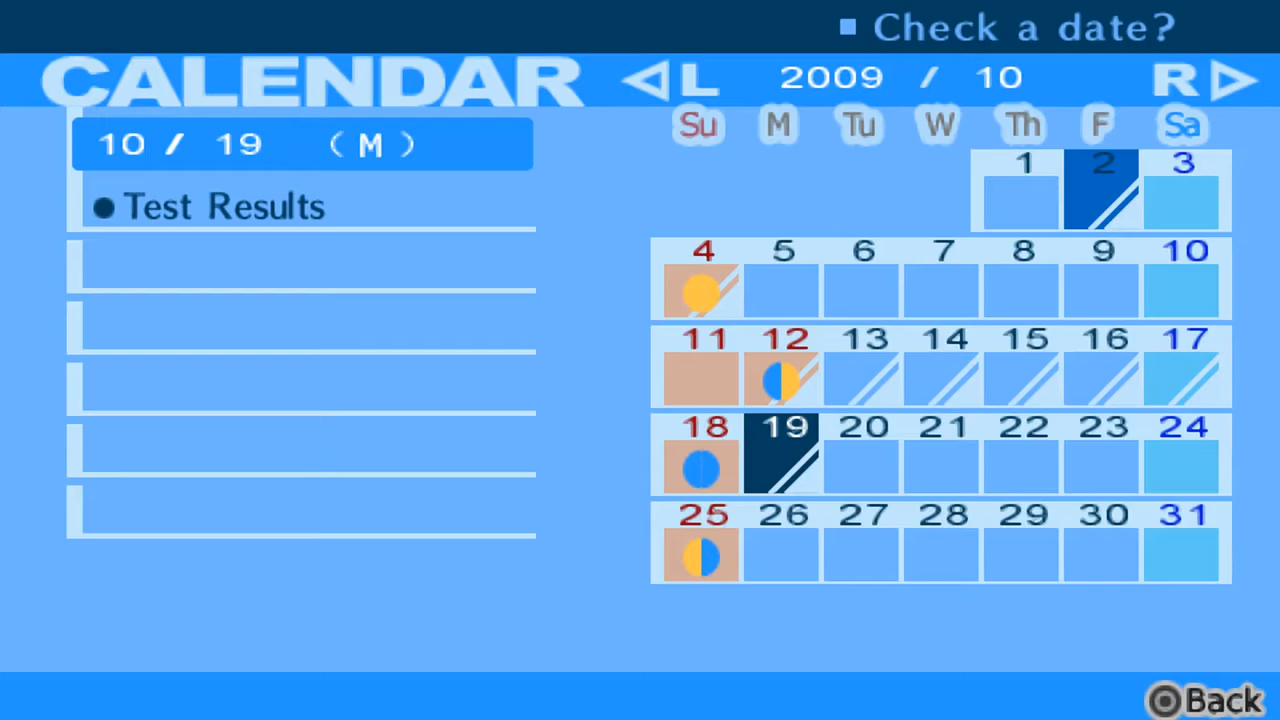 ■ Check a date?
CALENDAR
L 2009 / 10 R
Su M Tu W Th F Sa
10 / 19 (M)
● Test Results
1 2 3
4 5 6 7 8 9 10
11 12 13 14 15 16 17
18 19 20 21 22 23 24
25 26 27 28 29 30 31
Back